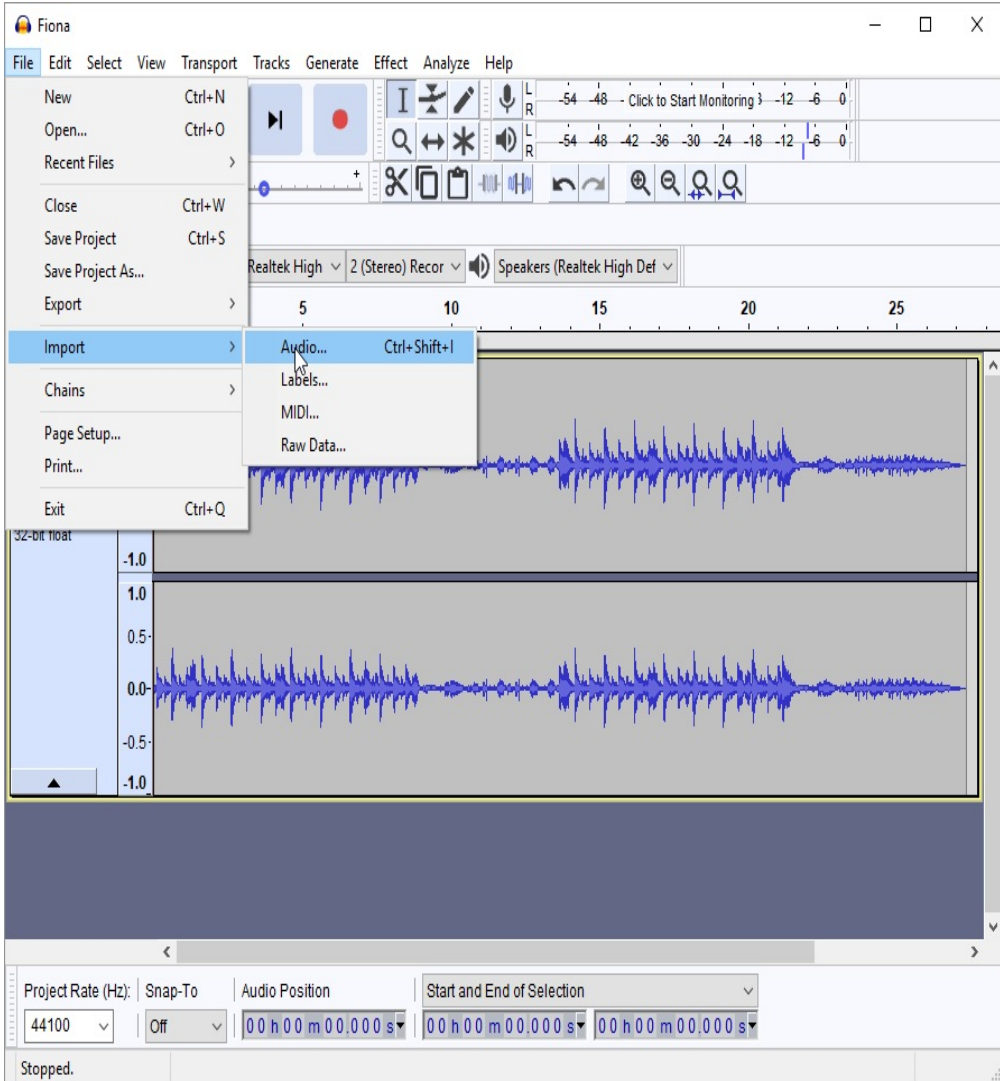 Fiona
File Edit Select View Transport Tracks Generate Effect Analyze Help
New Ctrl+N
Open... Ctrl+O
Recent Files
Close Ctrl+W
Save Project Ctrl+S
Save Project As...
Export
Import
Chains
Page Setup...
Print...
Exit Ctrl+Q
Audio... Ctrl+Shift+I
Labels...
MIDI...
Raw Data...
L
R
-54 -48 - Click to Start Monitoring -12 -6 0
L
R
-54 -48 -42 -36 -30 -24 -18 -12 -6 0
+
Realtek High 2 (Stereo) Recor Speakers (Realtek High Def
5 10 15 20 25
32-bit float
-1.0
1.0
0.5
0.0
-0.5
-1.0
Project Rate (Hz): Snap-To Audio Position Start and End of Selection
44100 Off 00 h 00 m 00.000 s 00 h 00 m 00.000 s 00 h 00 m 00.000 s
Stopped.